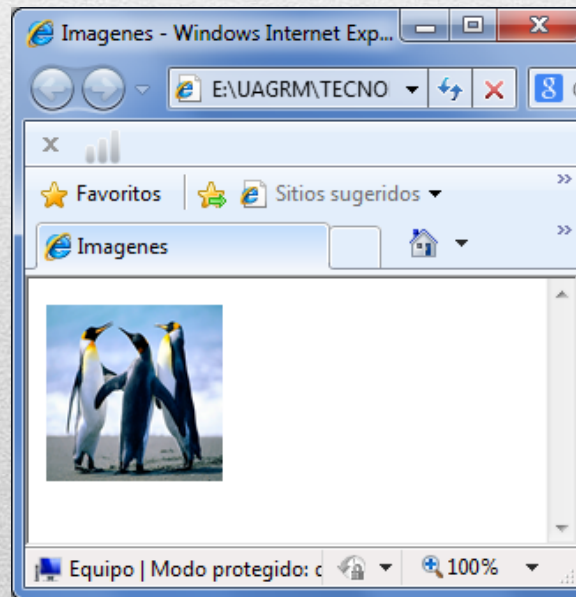 Imagenes - Windows Internet Exp...
E:\UAGRM\TECNO
Favoritos
Sitios sugeridos
Imagenes
Equipo | Modo protegido:
100%